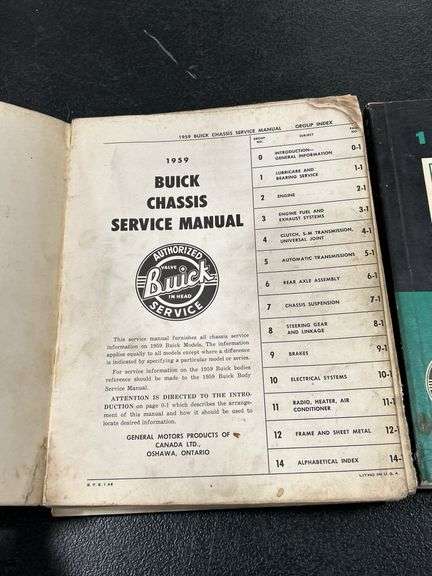 1959 BUICK CHASSIS SERVICE MANUAL GROUP INDEX
1959
BUICK
CHASSIS
SERVICE MANUAL
AUTHORIZED
VALVE
Buick
IN HEAD
SERVICE
This service manual furnishes all chassis service
information on 1959 Buick Models. The information
applies equally to all models except where a difference
is indicated by specifying a particular model or series.
For service information on the 1959 Buick bodies
reference should be made to the 1959 Buick Body
Service Manual.
ATTENTION IS DIRECTED TO THE INTRO-
DUCTION on page 0-1 which describes the arrange-
ment of this manual and how it should be used to
locate desired information.
GENERAL MOTORS PRODUCTS OF
CANADA LTD.,
OSHAWA, ONTARIO
GROUP NO. SUBJECT
0 INTRODUCTION— GENERAL INFORMATION 0-1
1 LUBRICARE AND BEARING SERVICE 1-1
2 ENGINE 2-1
3 ENGINE FUEL AND EXHAUST SYSTEMS 3-1
4 CLUTCH, S-M TRANSMISSION, UNIVERSAL JOINT 4-1
5 AUTOMATIC TRANSMISSIONS 5-1
6 REAR AXLE ASSEMBLY 6-1
7 CHASSIS SUSPENSION 7-1
8 STEERING GEAR AND LINKAGE 8-1
9 BRAKES 9-1
10 ELECTRICAL SYSTEMS 10-1
11 RADIO, HEATER, AIR CONDITIONER 11-1
12 FRAME AND SHEET METAL 12-1
14 ALPHABETICAL INDEX 14-
1